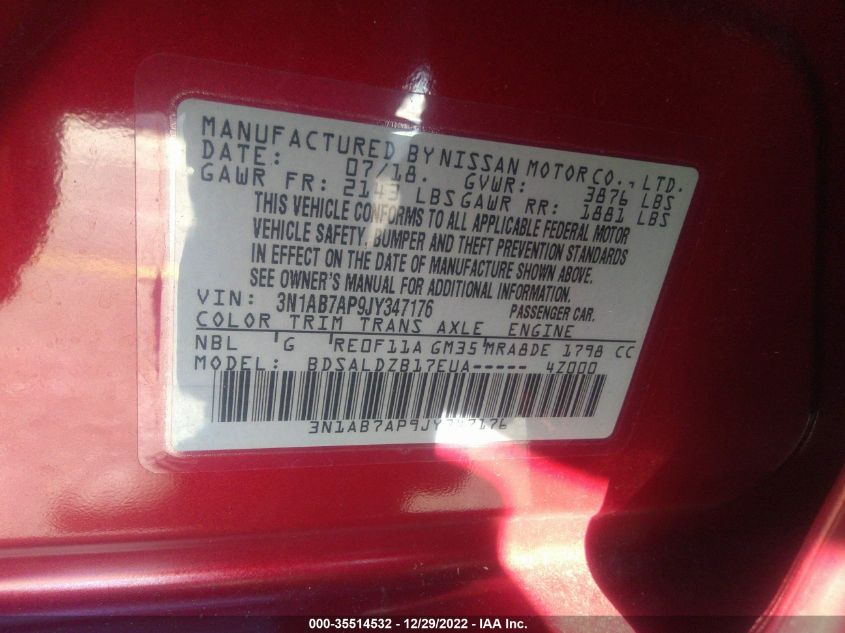 MANUFACTURED BY NISSAN MOTOR CO., LTD.
DATE: 07/18. GVWR: 3876 LBS
GAWR FR: 2143 LBS GAWR RR: 1881 LBS
THIS VEHICLE CONFORMS TO ALL APPLICABLE FEDERAL MOTOR
VEHICLE SAFETY, BUMPER AND THEFT PREVENTION STANDARDS
IN EFFECT ON THE DATE OF MANUFACTURE SHOWN ABOVE.
SEE OWNER'S MANUAL FOR ADDITIONAL INFORMATION.
VIN: 3N1AB7AP9JY347176 PASSENGER CAR.
COLOR TRIM TRANS AXLE ENGINE
NBL G RE0F11A GM35 MRA8DE 1798 CC
MODEL: BDSALDZB17EUA----- 4Z000
3N1AB7AP9JY347176
000-35514532 - 12/29/2022 - IAA Inc.